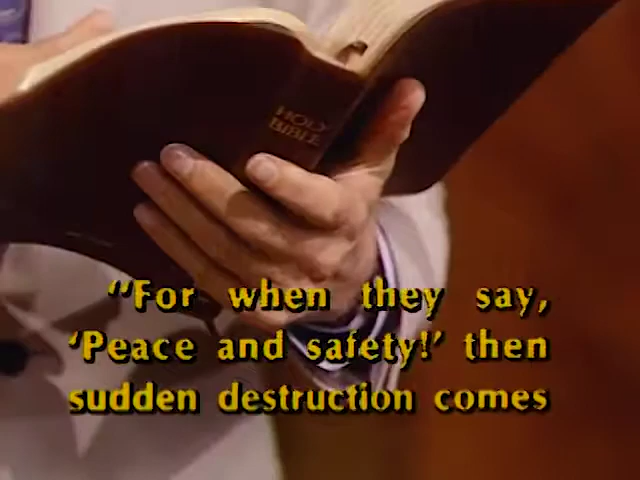 HOLY
BIBLE
“For when they say,
‘Peace and safety!’ then
sudden destruction comes